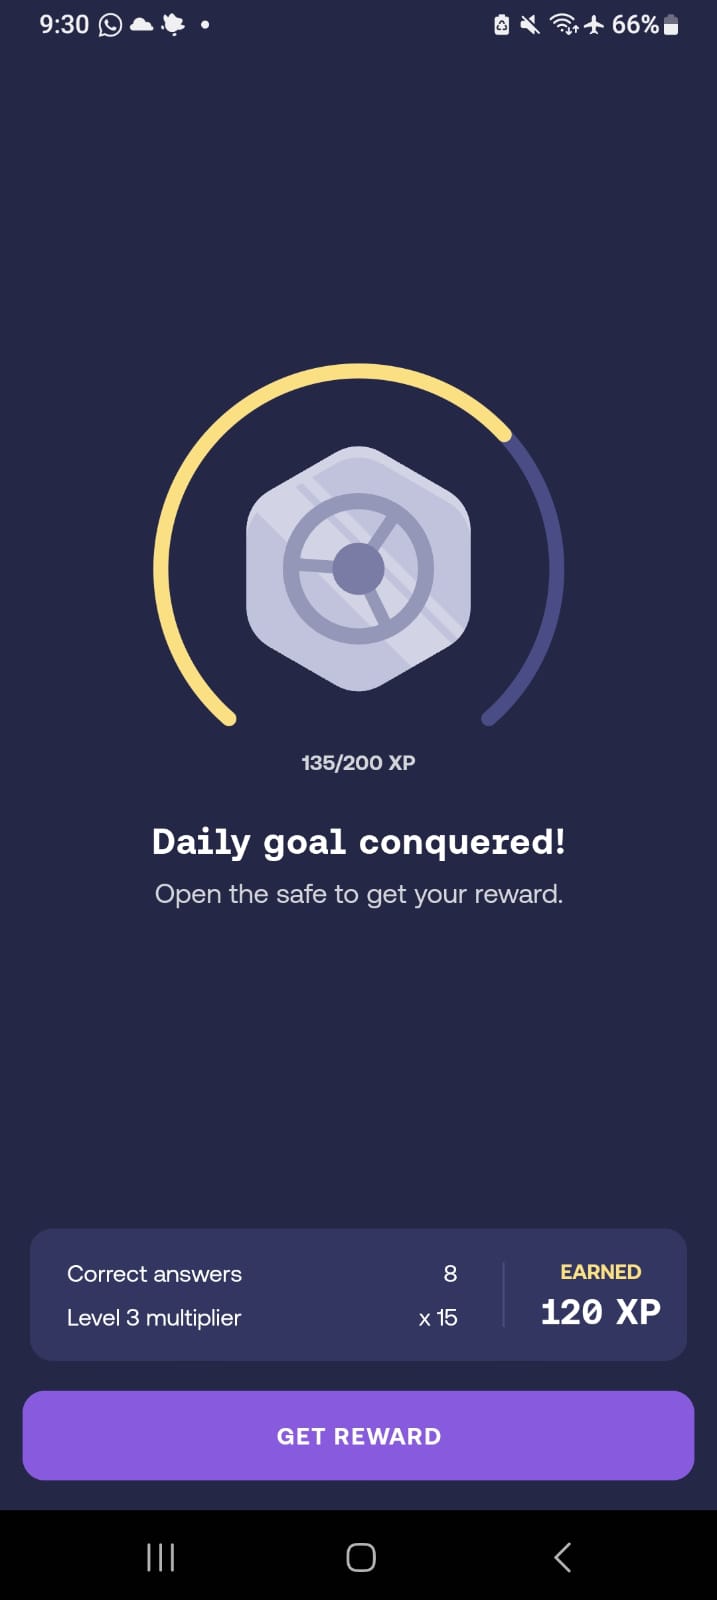 9:30
66%
135/200 XP
Daily goal conquered!
Open the safe to get your reward.
Correct answers 8
Level 3 multiplier x 15
EARNED
120 XP
GET REWARD